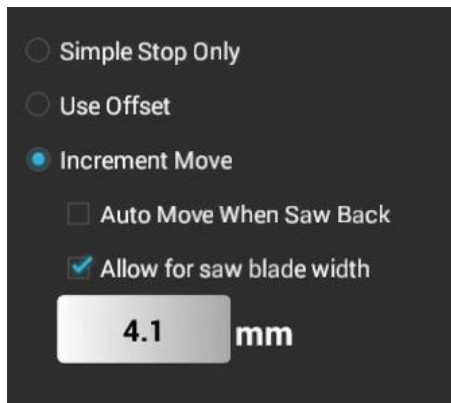 Simple Stop Only
Use Offset
Increment Move
Auto Move When Saw Back
Allow for saw blade width
4.1 mm